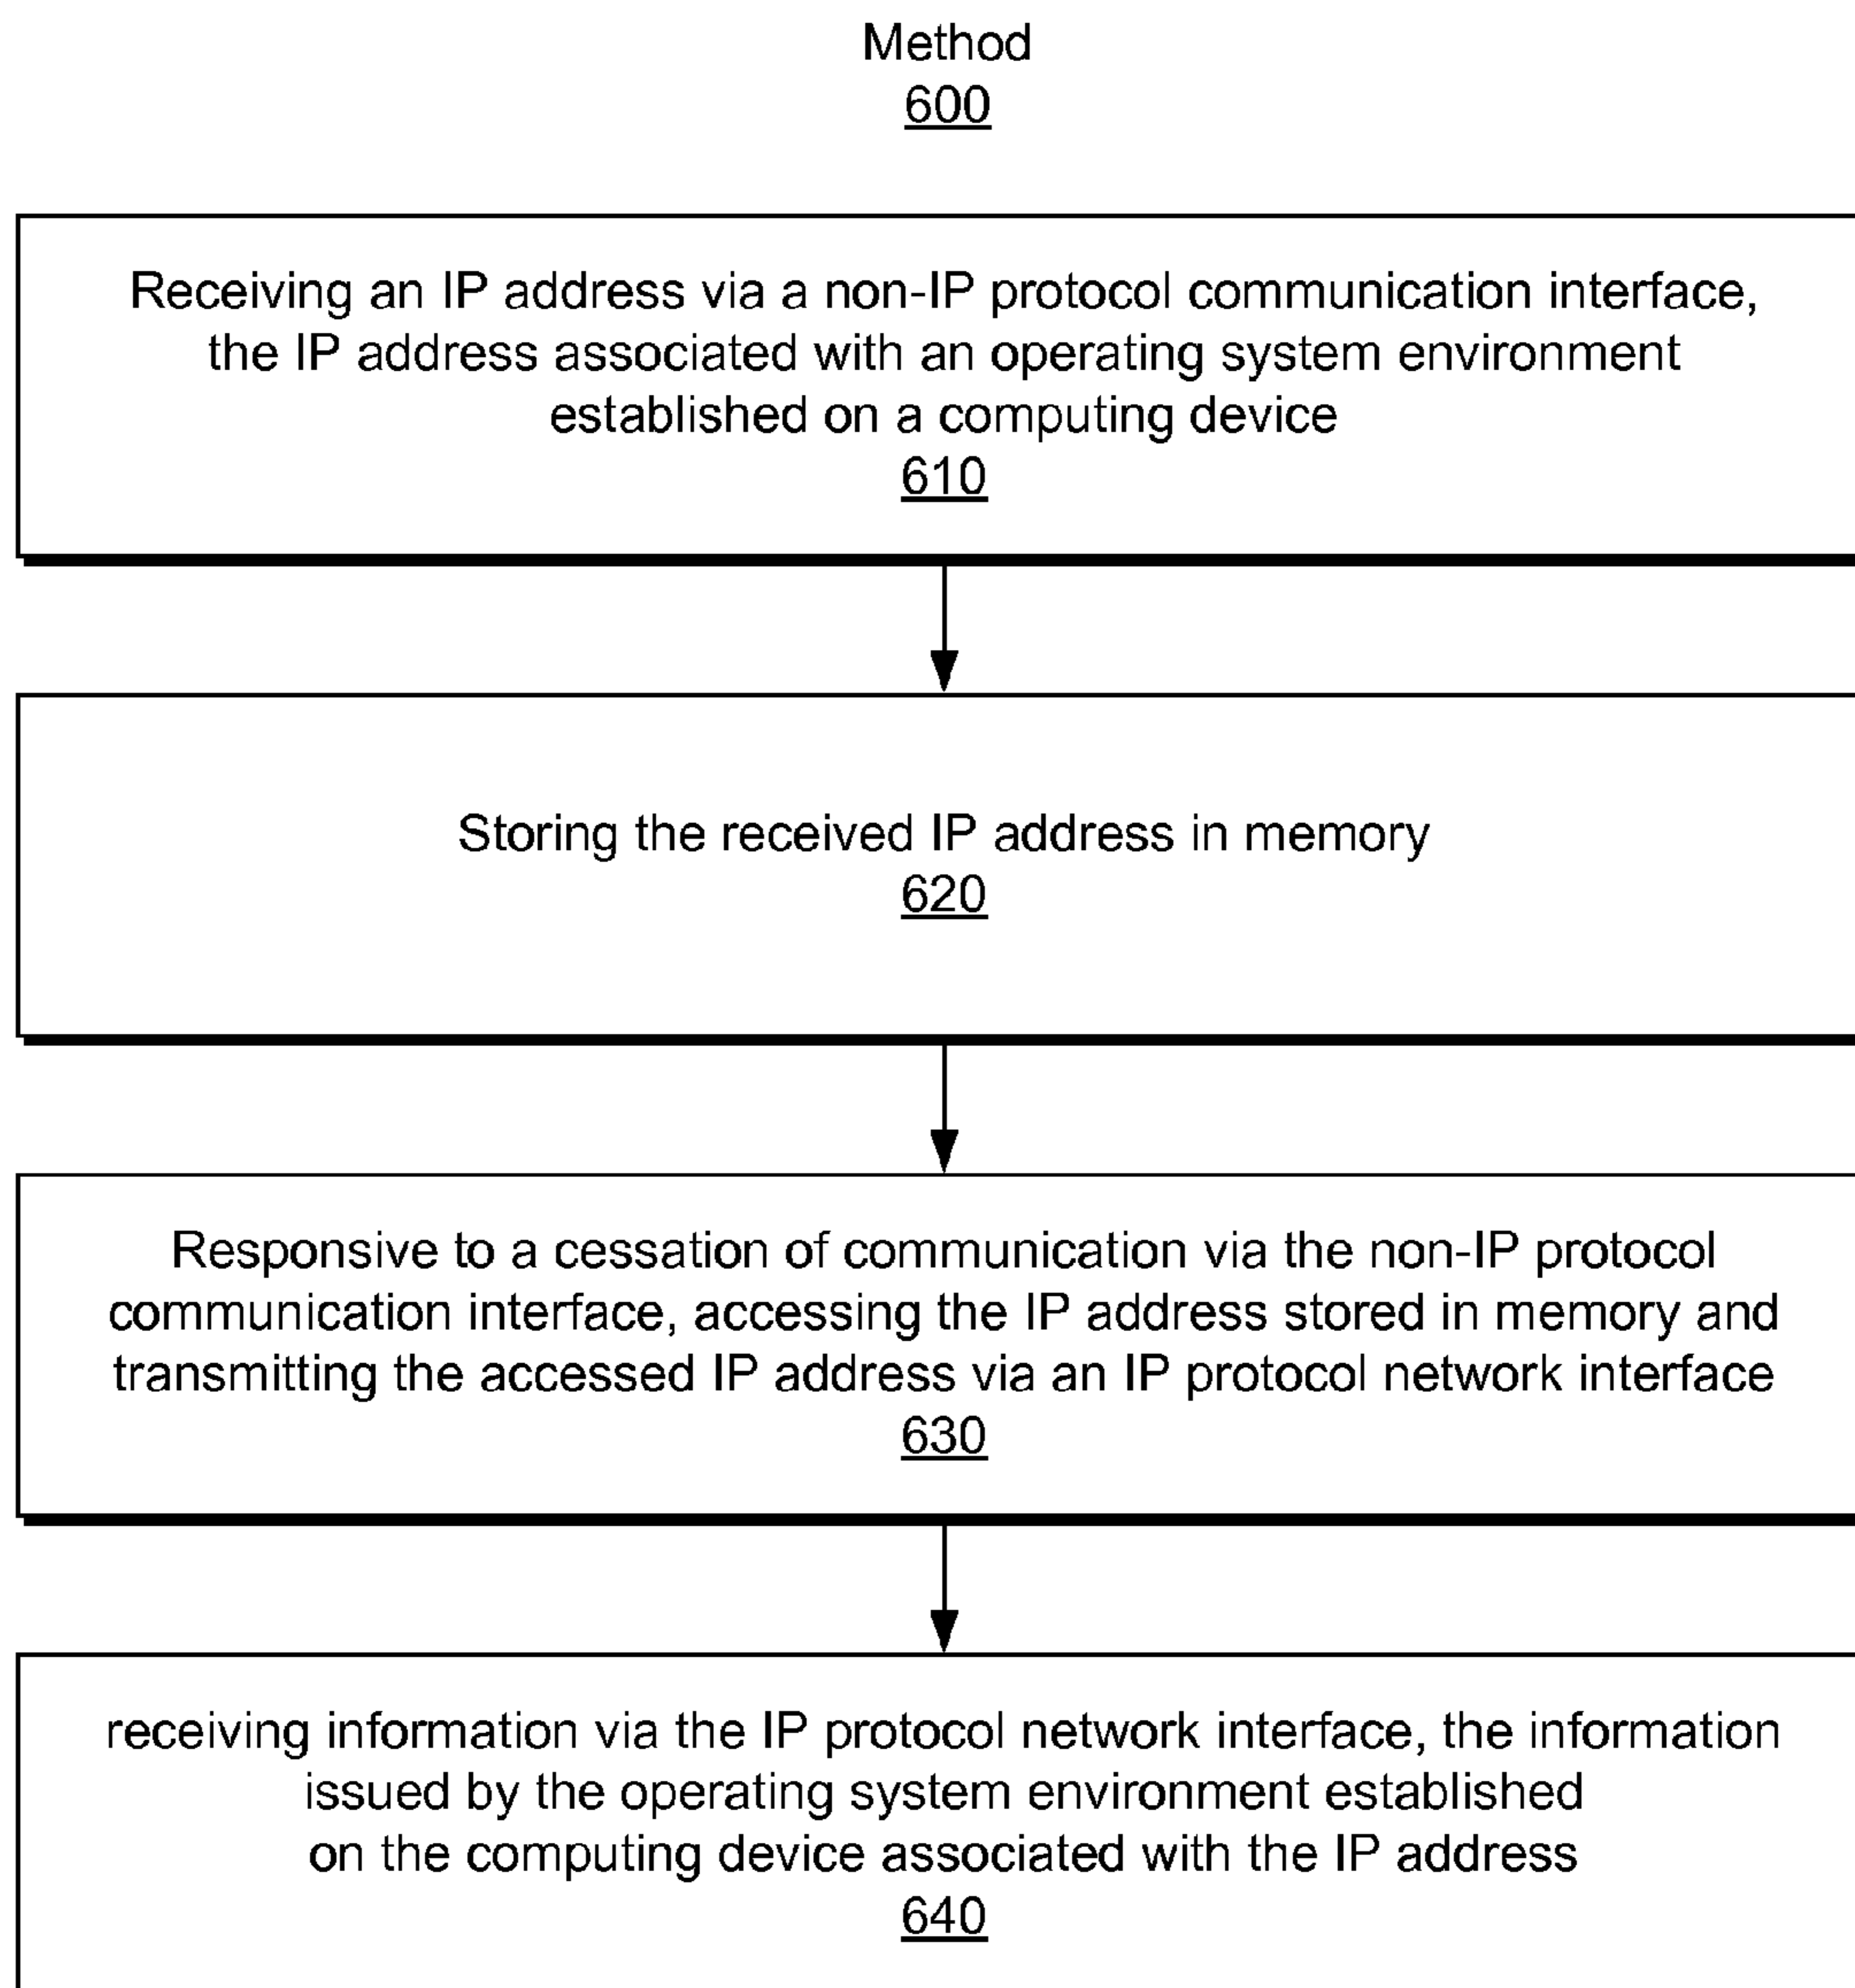 Method
600
Receiving an IP address via a non-IP protocol communication interface,
the IP address associated with an operating system environment
established on a computing device
610
Storing the received IP address in memory
620
Responsive to a cessation of communication via the non-IP protocol
communication interface, accessing the IP address stored in memory and
transmitting the accessed IP address via an IP protocol network interface
630
receiving information via the IP protocol network interface, the information
issued by the operating system environment established
on the computing device associated with the IP address
640